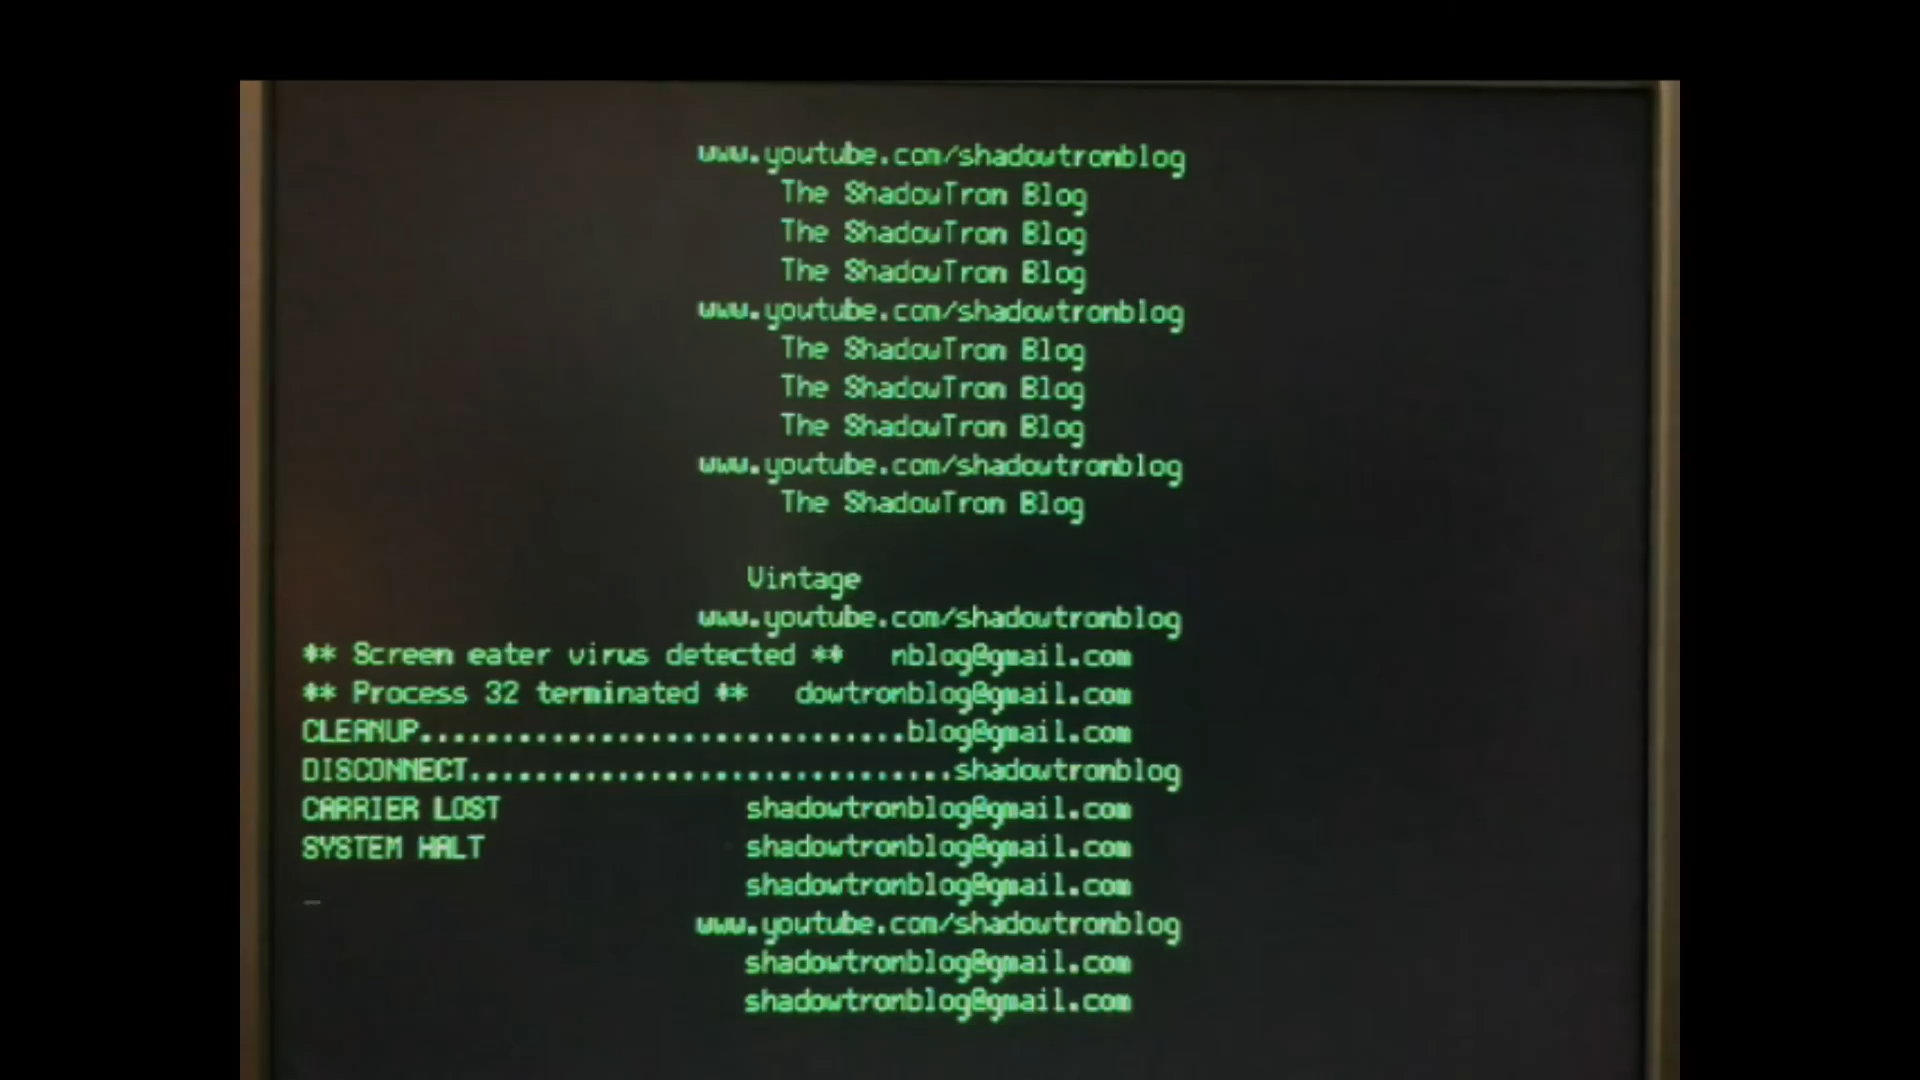 www.youtube.com/shadowtronblog
The ShadowTron Blog
The ShadowTron Blog
The ShadowTron Blog
www.youtube.com/shadowtronblog
The ShadowTron Blog
The ShadowTron Blog
The ShadowTron Blog
www.youtube.com/shadowtronblog
The ShadowTron Blog
Vintage
www.youtube.com/shadowtronblog
** Screen eater virus detected ** nblog@gmail.com
** Process 32 terminated ** dowtronblog@gmail.com
CLEANUP..............................blog@gmail.com
DISCONNECT..............................shadowtronblog
CARRIER LOST shadowtronblog@gmail.com
SYSTEM HALT shadowtronblog@gmail.com
shadowtronblog@gmail.com
www.youtube.com/shadowtronblog
shadowtronblog@gmail.com
shadowtronblog@gmail.com